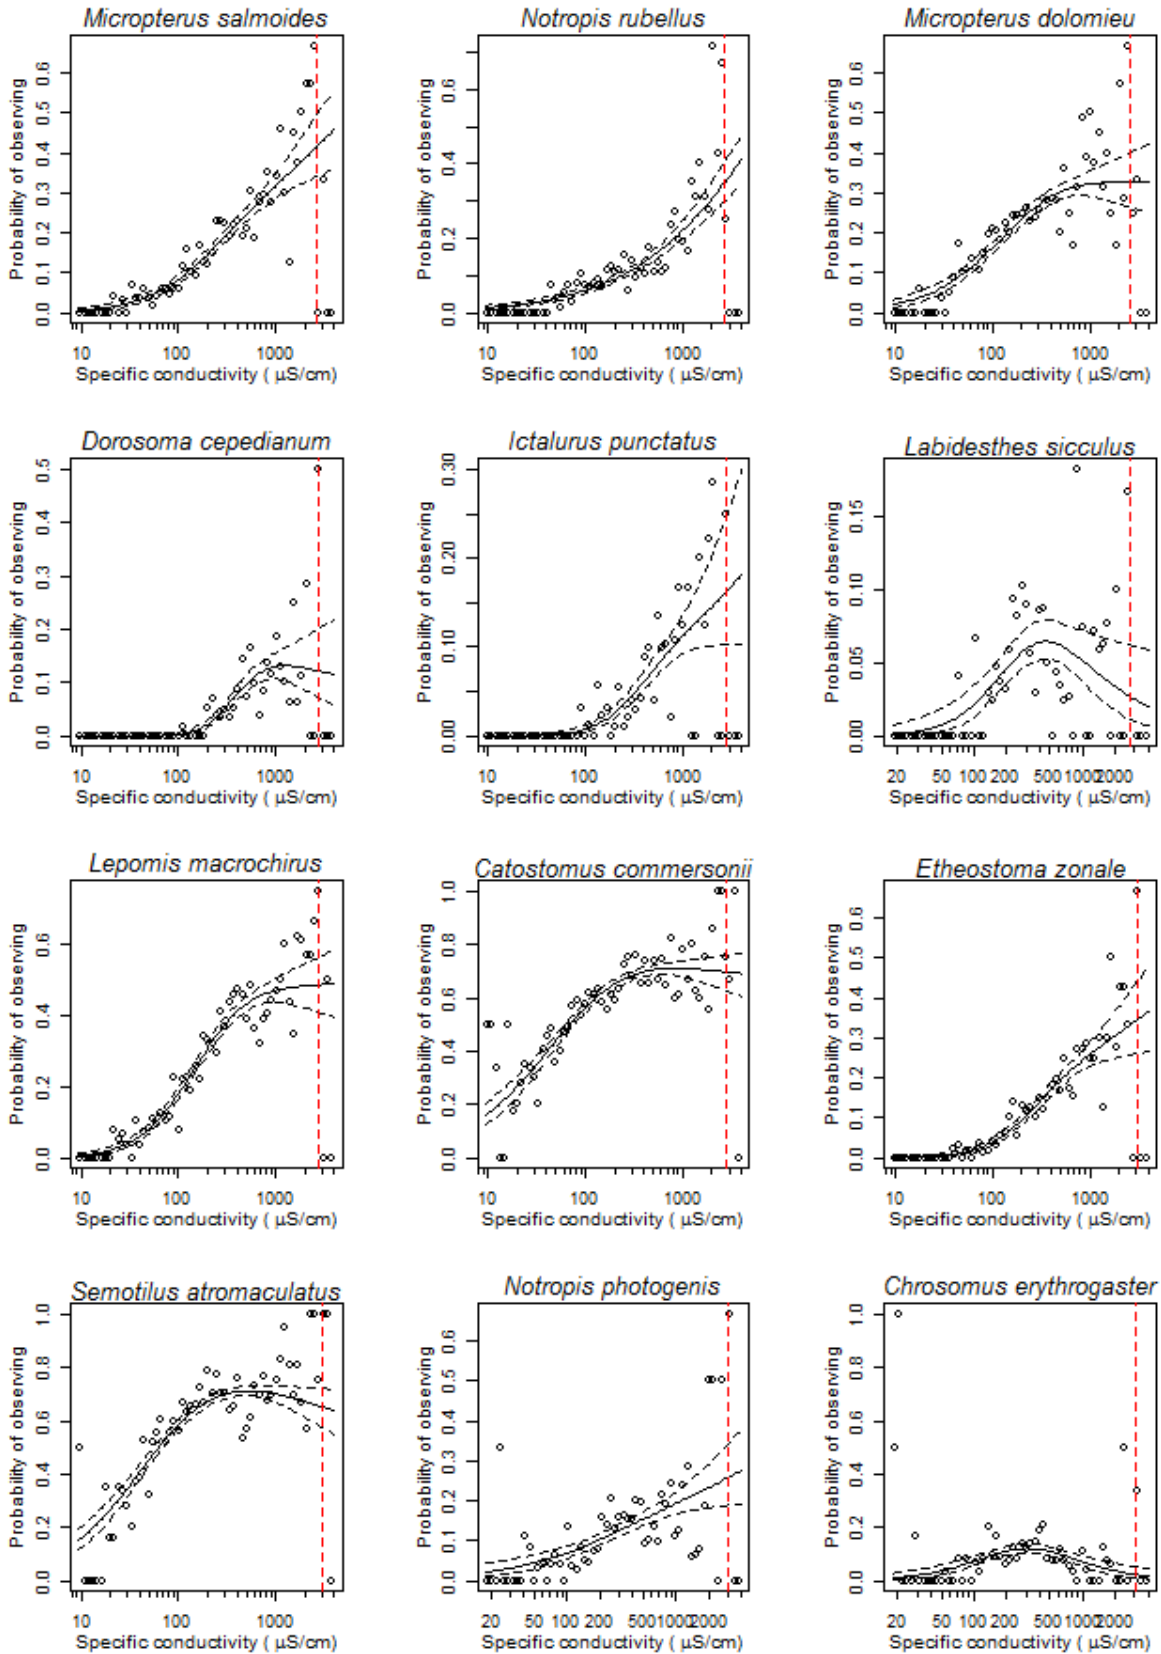 Micropterus salmoides
Notropis rubellus
Micropterus dolomieu
Probability of observing
0.0 0.1 0.2 0.3 0.4 0.5 0.6
Probability of observing
0.0 0.2 0.4 0.6
Probability of observing
0.0 0.1 0.2 0.3 0.4 0.5 0.6
10 100 1000
10 100 1000
10 100 1000
Specific conductivity ( µS/cm)
Specific conductivity ( µS/cm)
Specific conductivity ( µS/cm)
Dorosoma cepedianum
Ictalurus punctatus
Labidesthes sicculus
Probability of observing
0.0 0.1 0.2 0.3 0.4 0.5
Probability of observing
0.00 0.10 0.20 0.30
Probability of observing
0.00 0.05 0.10 0.15
10 100 1000
10 100 1000
20 50 100 200 500 1000 2000
Specific conductivity ( µS/cm)
Specific conductivity ( µS/cm)
Specific conductivity ( µS/cm)
Lepomis macrochirus
Catostomus commersonii
Etheostoma zonale
Probability of observing
0.0 0.2 0.4 0.6
Probability of observing
0.0 0.2 0.4 0.6 0.8 1.0
Probability of observing
0.0 0.1 0.2 0.3 0.4 0.5 0.6
10 100 1000
10 100 1000
10 100 1000
Specific conductivity ( µS/cm)
Specific conductivity ( µS/cm)
Specific conductivity ( µS/cm)
Semotilus atromaculatus
Notropis photogenis
Chrosomus erythrogaster
Probability of observing
0.0 0.2 0.4 0.6 0.8 1.0
Probability of observing
0.0 0.1 0.2 0.3 0.4 0.5 0.6
Probability of observing
0.0 0.2 0.4 0.6 0.8 1.0
10 100 1000
20 50 100 200 500 1000 2000
20 50 100 200 500 1000 2000
Specific conductivity ( µS/cm)
Specific conductivity ( µS/cm)
Specific conductivity ( µS/cm)